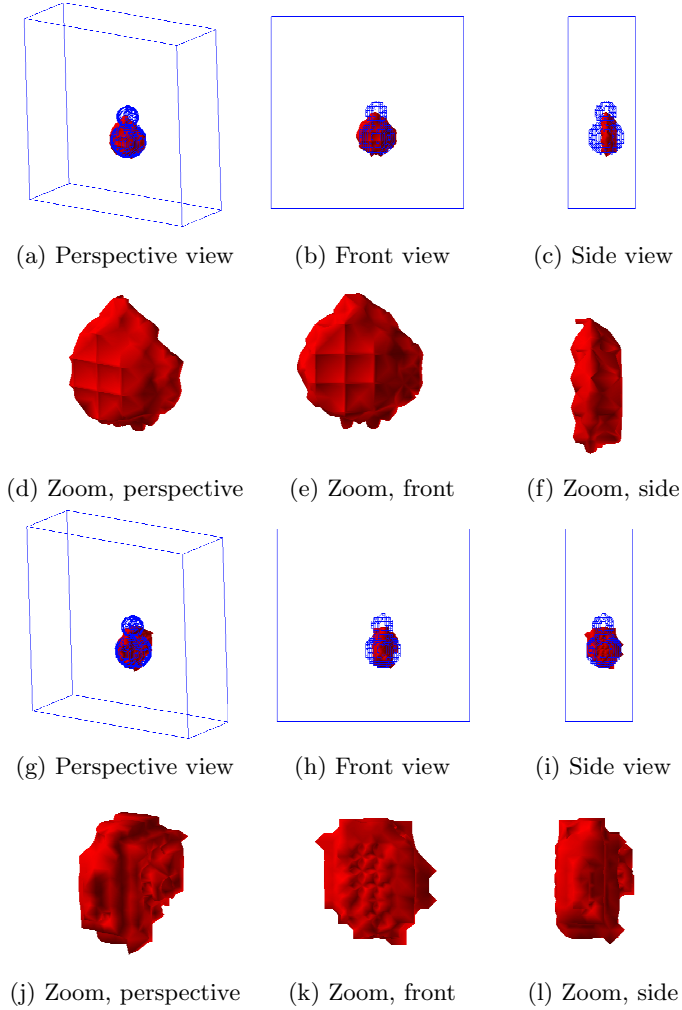 (a) Perspective view (b) Front view (c) Side view
(d) Zoom, perspective (e) Zoom, front (f) Zoom, side
(g) Perspective view (h) Front view (i) Side view
(j) Zoom, perspective (k) Zoom, front (l) Zoom, side